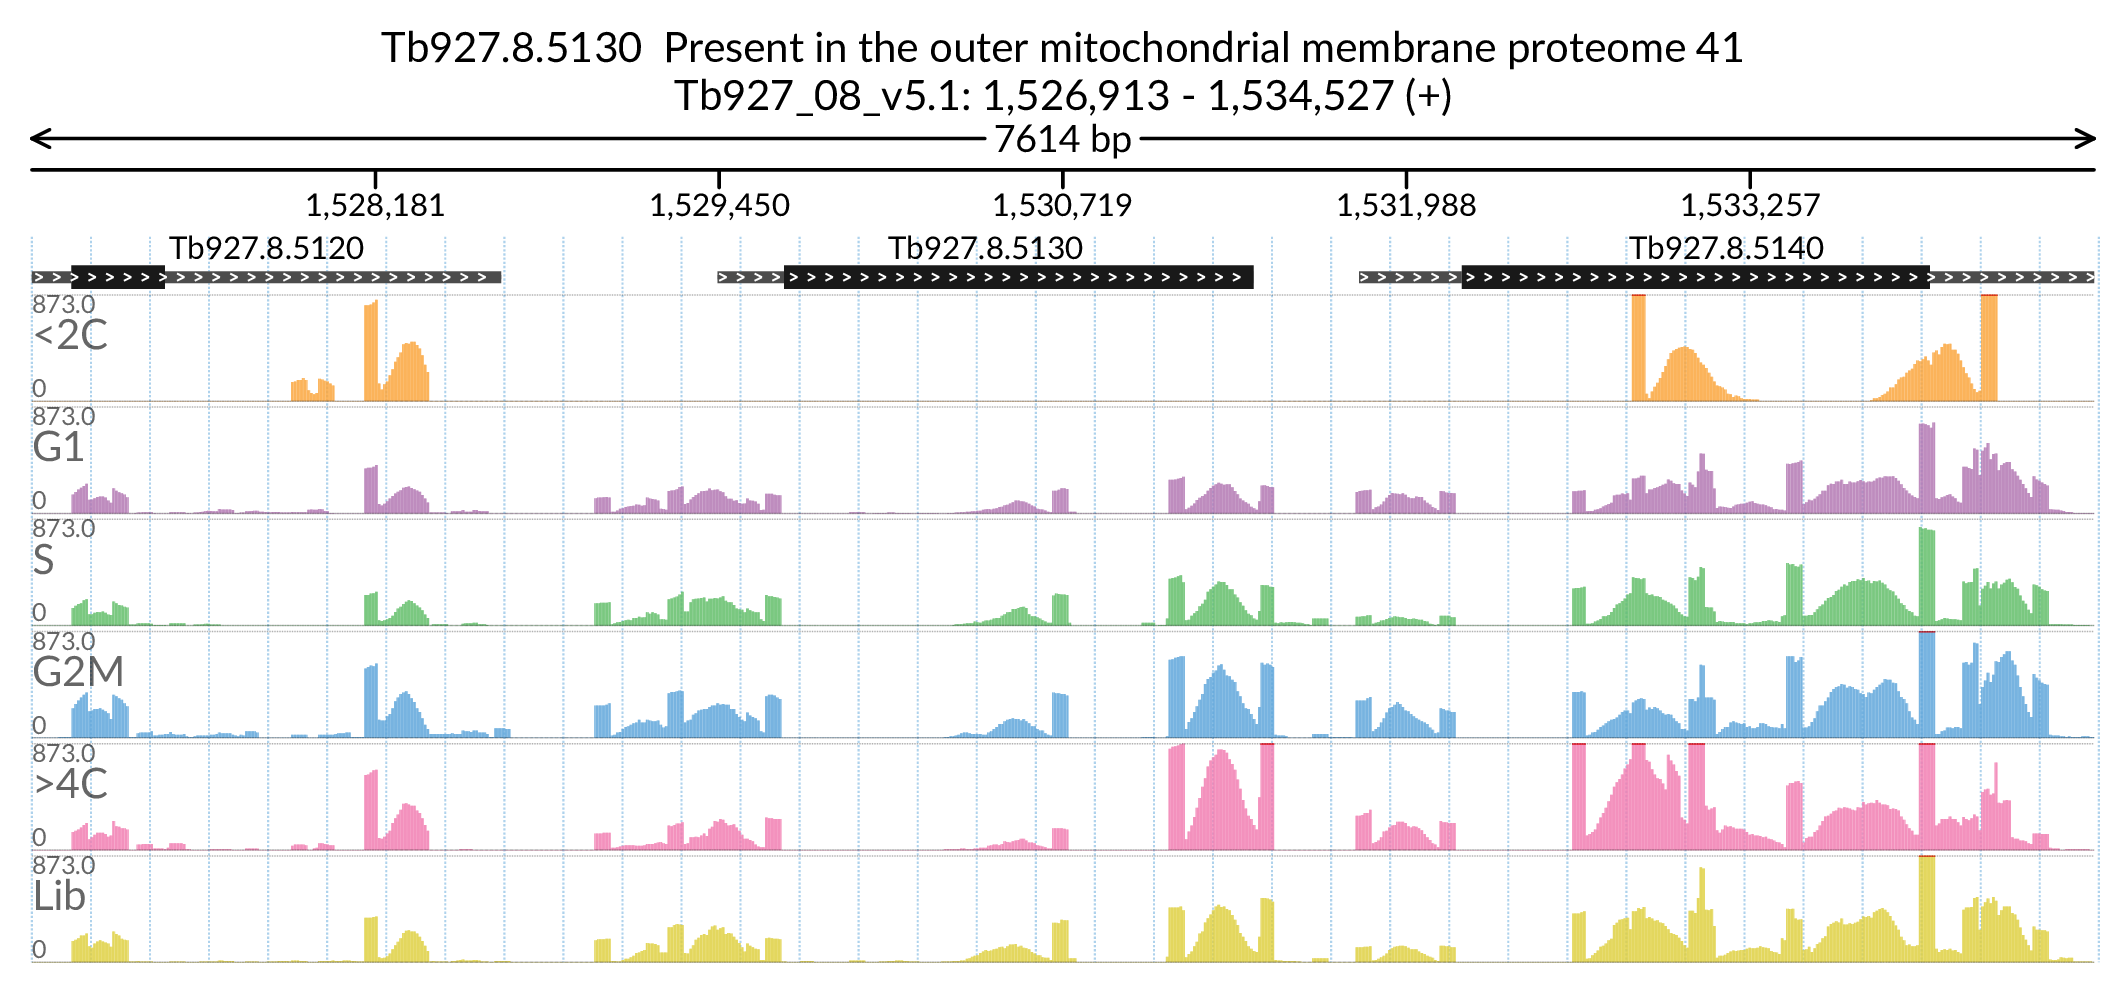 Tb927.8.5130  Present in the outer mitochondrial membrane proteome 41
Tb927_08_v5.1: 1,526,913 - 1,534,527 (+)
7614 bp
1,528,181 1,529,450 1,530,719 1,531,988 1,533,257
Tb927.8.5120 Tb927.8.5130 Tb927.8.5140
873.0
<2C
0
873.0
G1
0
873.0
S
0
873.0
G2M
0
873.0
>4C
0
873.0
Lib
0